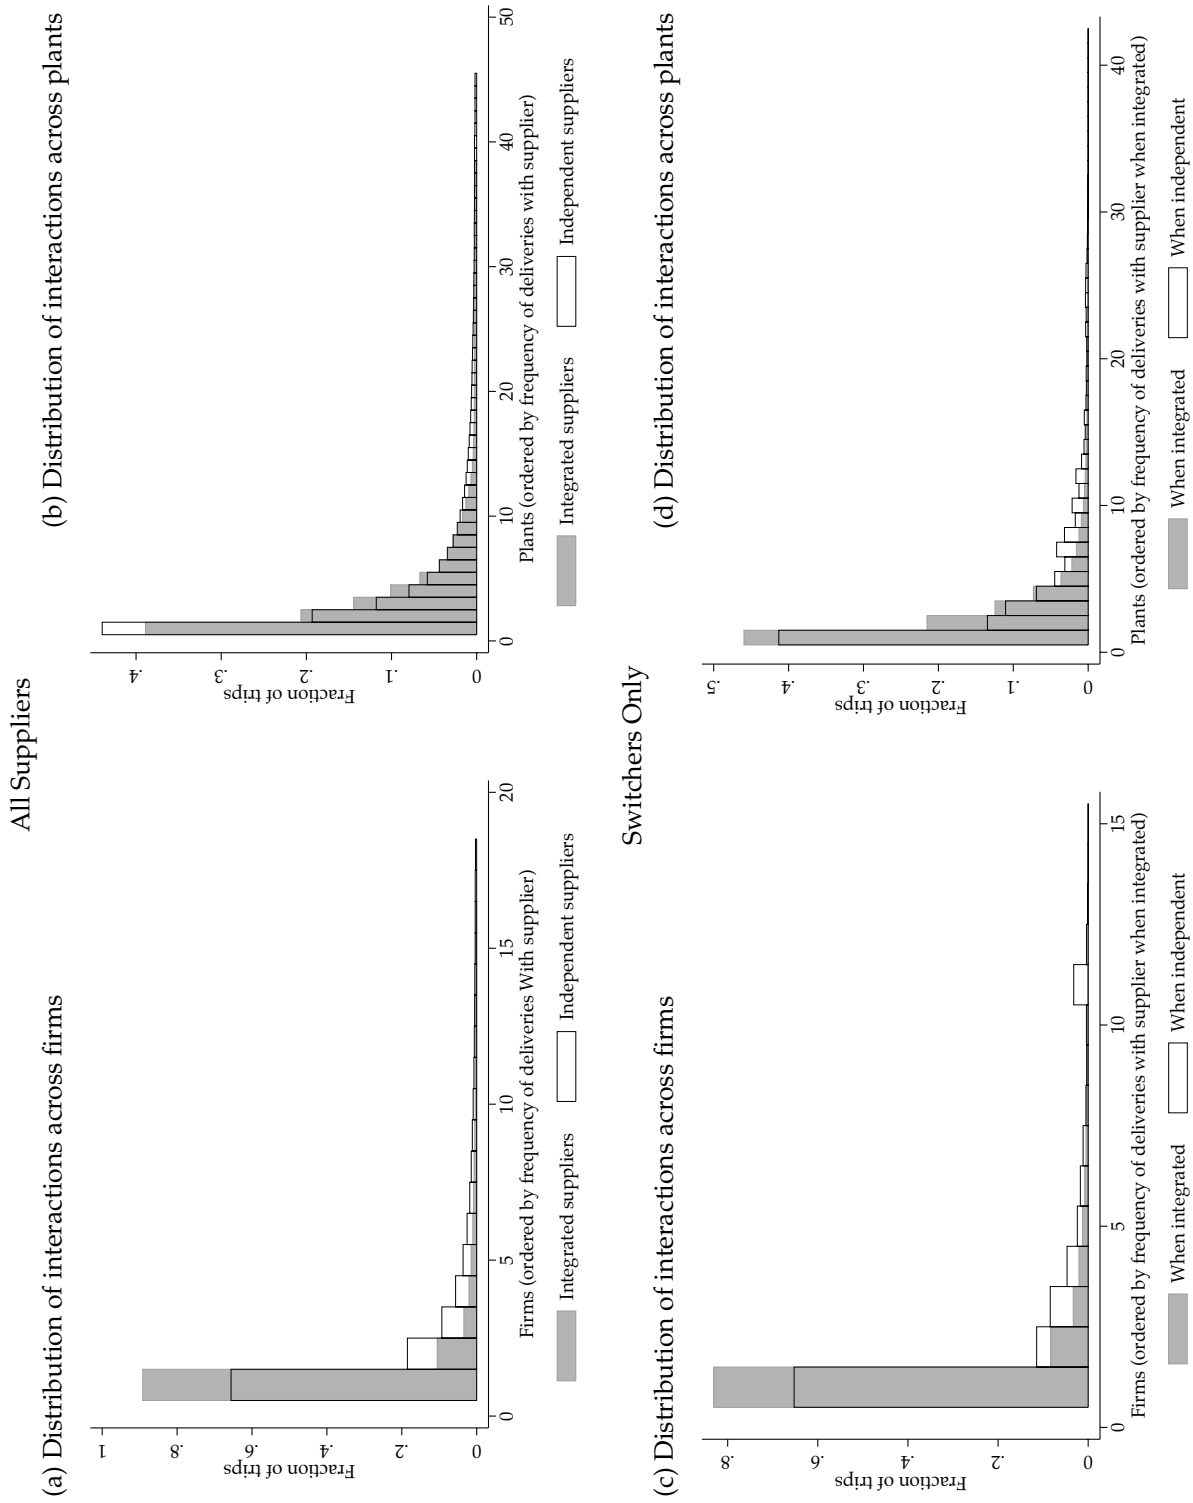 All Suppliers
(a) Distribution of interactions across firms
1
.8
.6
.4
.2
0
Fraction of trips
0 5 10 15 20
Firms (ordered by frequency of deliveries With supplier)
Integrated suppliers Independent suppliers
(b) Distribution of interactions across plants
.4
.3
.2
.1
0
Fraction of trips
0 10 20 30 40 50
Plants (ordered by frequency of deliveries with supplier)
Integrated suppliers Independent suppliers
Switchers Only
(c) Distribution of interactions across firms
.8
.6
.4
.2
0
Fraction of trips
0 5 10 15
Firms (ordered by frequency of deliveries with supplier when integrated)
When integrated When independent
(d) Distribution of interactions across plants
.5
.4
.3
.2
.1
0
Fraction of trips
0 10 20 30 40
Plants (ordered by frequency of deliveries with supplier when integrated)
When integrated When independent